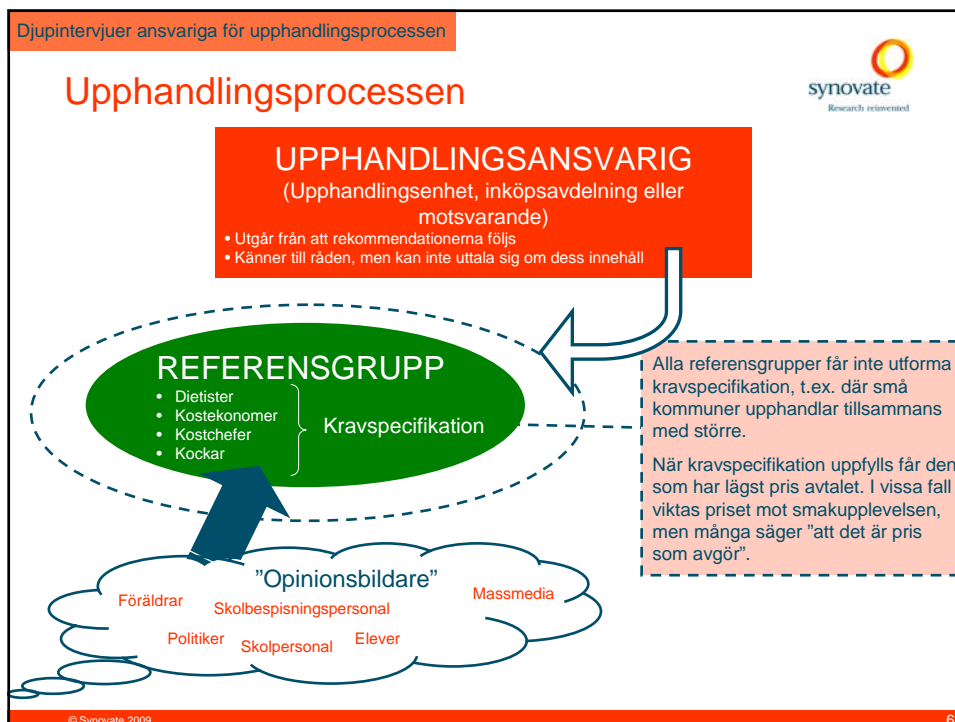 Djupintervjuer ansvariga för upphandlingsprocessen
synovate
Research reinvented
Upphandlingsprocessen
UPPHANDLINGSANSVARIG
(Upphandlingsenhet, inköpsavdelning eller
motsvarande)
• Utgår från att rekommendationerna följs
• Känner till råden, men kan inte uttala sig om dess innehåll
REFERENSGRUPP
• Dietister
• Kostekonomer
• Kostchefer
• Kockar
Kravspecifikation
Alla referensgrupper får inte utforma
kravspecifikation, t.ex. där små
kommuner upphandlar tillsammans
med större.
När kravspecifikation uppfylls får den
som har lägst pris avtalet. I vissa fall
viktas priset mot smakupplevelsen,
men många säger ”att det är pris
som avgör”.
”Opinionsbildare”
Föräldrar
Skolbespisningspersonal
Massmedia
Politiker
Skolpersonal
Elever
© Synovate 2009
6